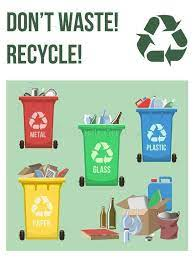 DON'T WASTE!
RECYCLE!
METAL
GLASS
PLASTIC
PAPER